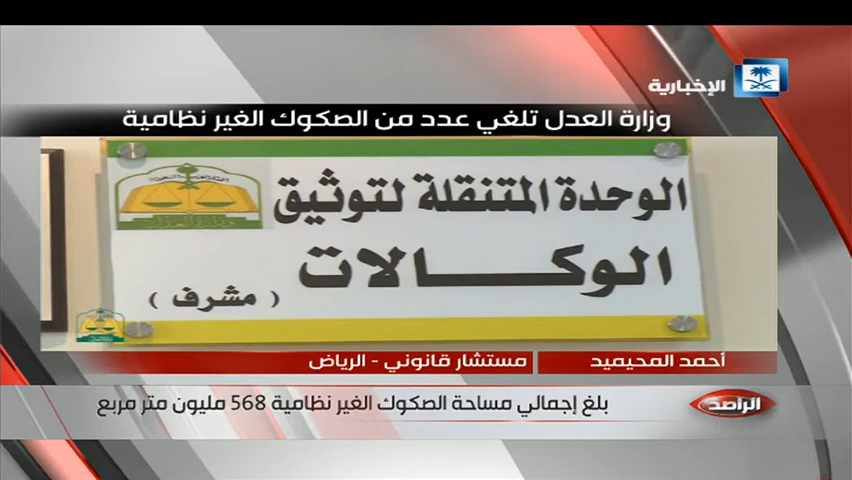 الإخبارية
وزارة العدل تلغي عدد من الصكوك الغير نظامية
الوحدة المتنقلة لتوثيق
الوكـــالات ( مشرف )
وزارة العدل
أحمد المحيميد
مستشار قانوني - الرياض
الراصد
بلغ إجمالي مساحة الصكوك الغير نظامية 568 مليون متر مربع